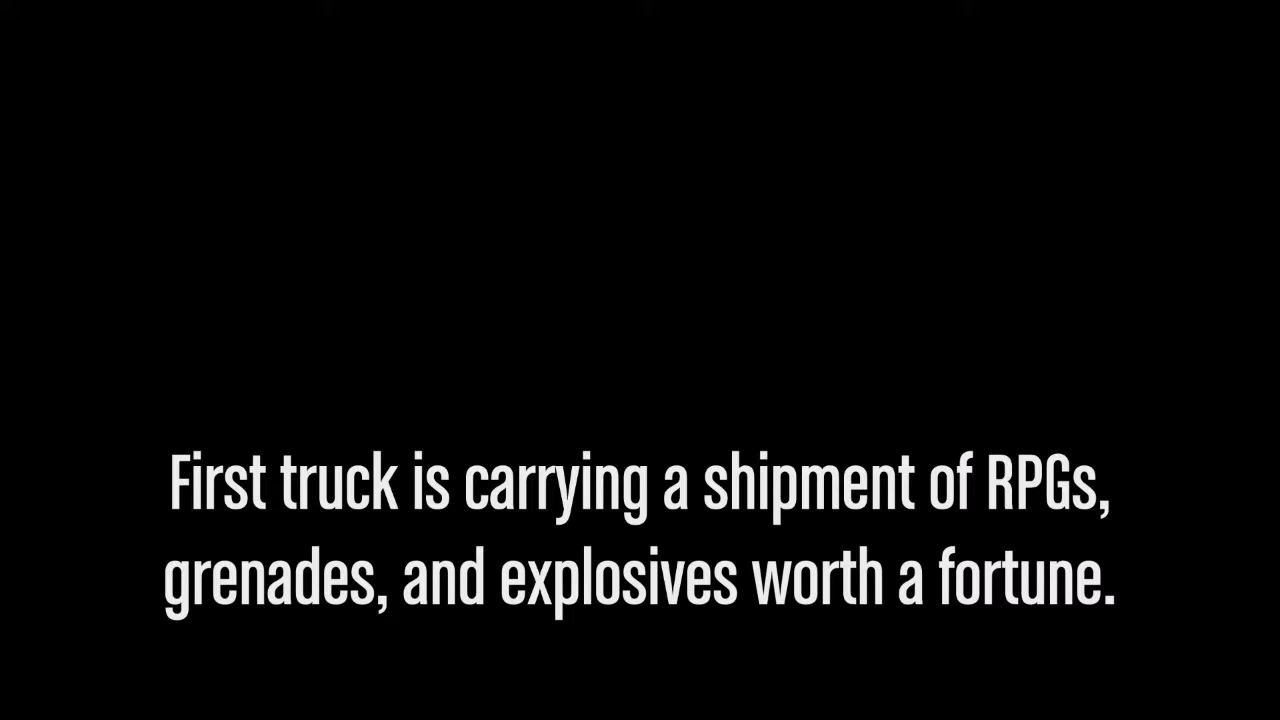 First truck is carrying a shipment of RPGs,
grenades, and explosives worth a fortune.